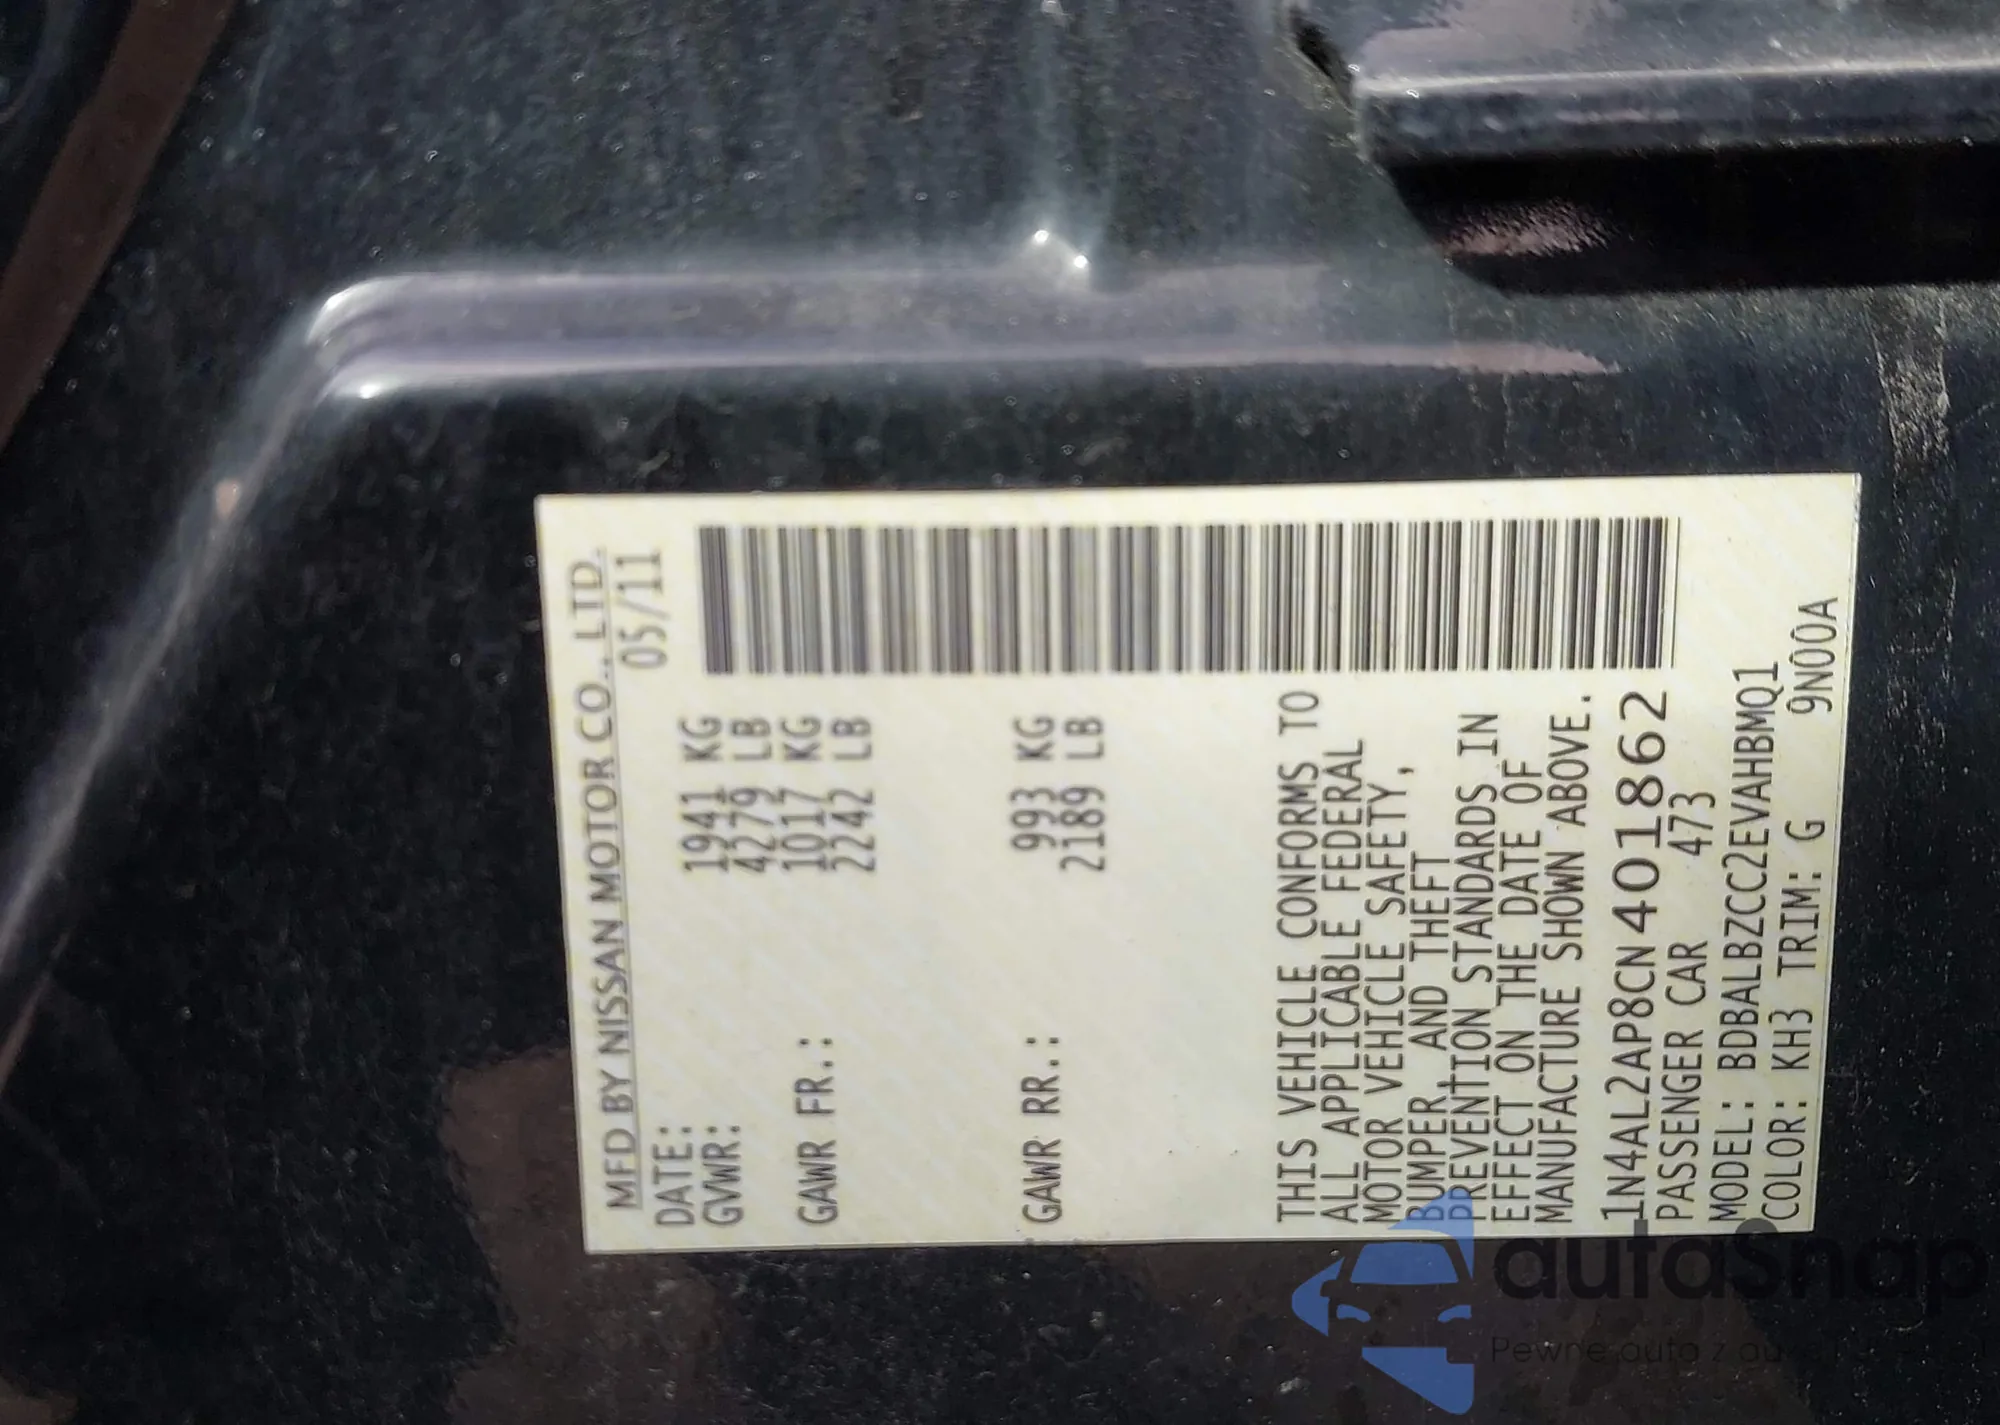 MFD BY NISSAN MOTOR CO., LTD.
DATE: 05/11
GVWR: 1941 KG
4279 LB
GAWR FR.: 1017 KG
2242 LB
GAWR RR.: 993 KG
2189 LB
THIS VEHICLE CONFORMS TO
ALL APPLICABLE FEDERAL
MOTOR VEHICLE SAFETY,
BUMPER, AND THEFT
PREVENTION STANDARDS IN
EFFECT ON THE DATE OF
MANUFACTURE SHOWN ABOVE.
1N4AL2AP8CN401862
PASSENGER CAR 473
MODEL: BDBALBZCC2EVAHBMQ1
COLOR: KH3 TRIM: G 9N00A
autaSnap
Pewne auta z